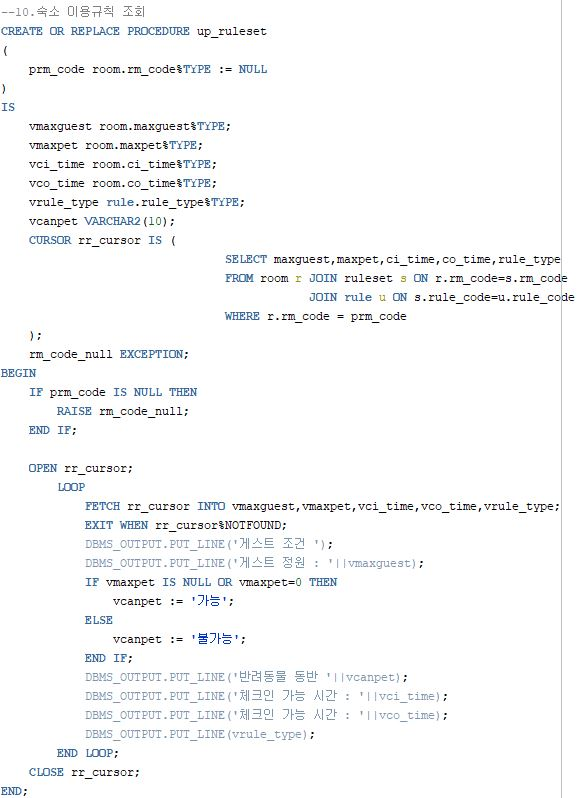 --10.숙소 이용규칙 조회
CREATE OR REPLACE PROCEDURE up_ruleset
(
    prm_code room.rm_code%TYPE := NULL
)
IS
    vmaxguest room.maxguest%TYPE;
    vmaxpet room.maxpet%TYPE;
    vci_time room.ci_time%TYPE;
    vco_time room.co_time%TYPE;
    vrule_type rule.rule_type%TYPE;
    vcanpet VARCHAR2(10);
    CURSOR rr_cursor IS (
                                SELECT maxguest,maxpet,ci_time,co_time,rule_type
                                FROM room r JOIN ruleset s ON r.rm_code=s.rm_code
                                            JOIN rule u ON s.rule_code=u.rule_code
                                WHERE r.rm_code = prm_code
    );
    rm_code_null EXCEPTION;
BEGIN
    IF prm_code IS NULL THEN
        RAISE rm_code_null;
    END IF;

    OPEN rr_cursor;
        LOOP
            FETCH rr_cursor INTO vmaxguest,vmaxpet,vci_time,vco_time,vrule_type;
            EXIT WHEN rr_cursor%NOTFOUND;
            DBMS_OUTPUT.PUT_LINE('게스트 조건 ');
            DBMS_OUTPUT.PUT_LINE('게스트 정원 : '||vmaxguest);
            IF vmaxpet IS NULL OR vmaxpet=0 THEN
                vcanpet := '가능';
            ELSE
                vcanpet := '불가능';
            END IF;
            DBMS_OUTPUT.PUT_LINE('반려동물 동반 '||vcanpet);
            DBMS_OUTPUT.PUT_LINE('체크인 가능 시간 : '||vci_time);
            DBMS_OUTPUT.PUT_LINE('체크인 가능 시간 : '||vco_time);
            DBMS_OUTPUT.PUT_LINE(vrule_type);
        END LOOP;
    CLOSE rr_cursor;
END;